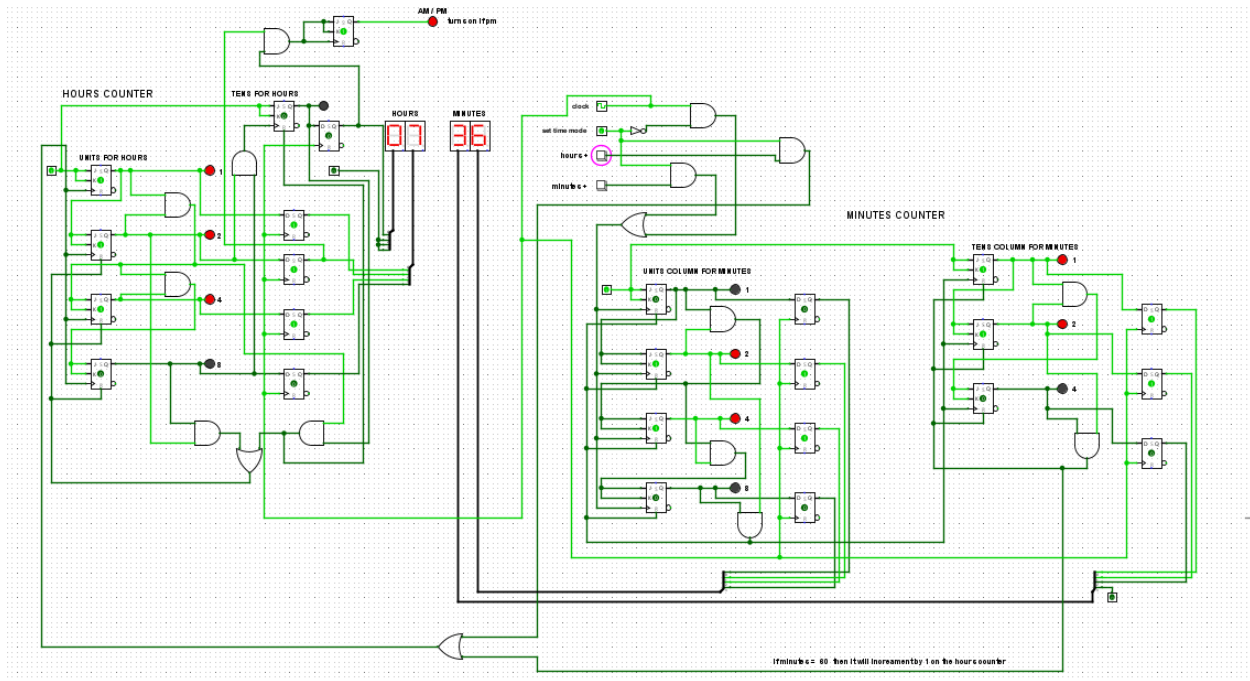 AM / PM
turns on if pm
HOURS COUNTER
TENS FOR HOURS
HOURS
MINUTES
07
36
clock
set time mode
hours +
minutes +
UNITS FOR HOURS
1
2
4
8
MINUTES COUNTER
UNITS COLUMN FOR MINUTES
1
2
4
8
TENS COLUMN FOR MINUTES
1
2
4
if minutes = 60 then it will increament by 1 on the hours counter